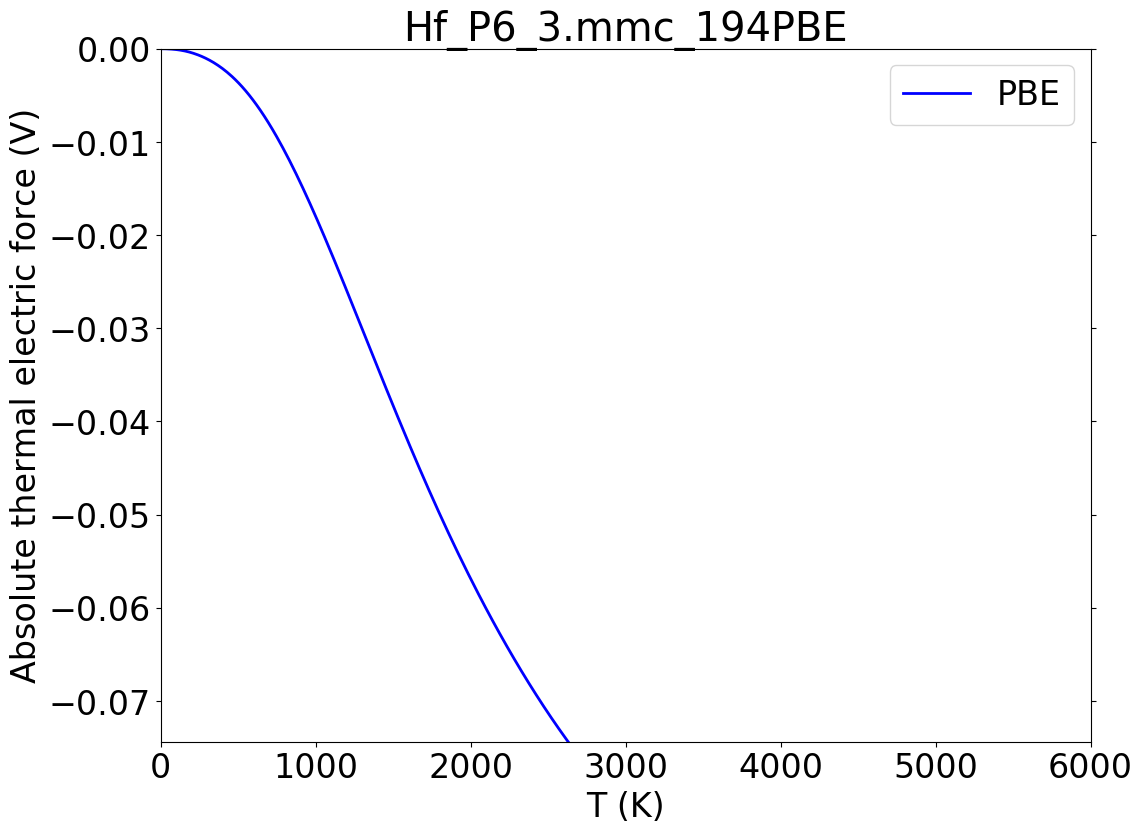 Hf_P6_3.mmc_194PBE
Absolute thermal electric force (V)
0.00
−0.01
−0.02
−0.03
−0.04
−0.05
−0.06
−0.07
PBE
0 1000 2000 3000 4000 5000 6000
T (K)